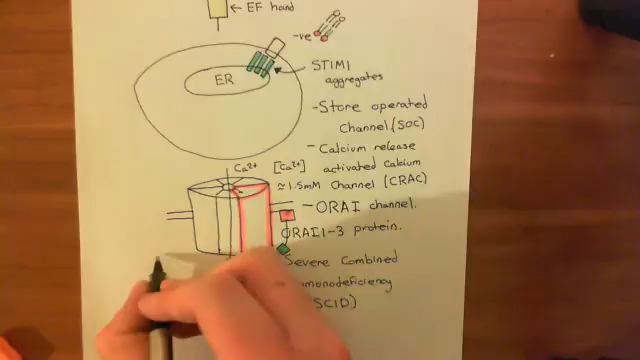 ← EF hand
-ve
ER
STIM1
aggregates
- Store operated
Channel (SOC)
- Calcium release
activated Calcium
Channel (CRAC)
Ca²⁺
[Ca²⁺]
≈1.5mM
- ORAI channel.
ORAI1-3 protein.
Severe Combined
(SCID)